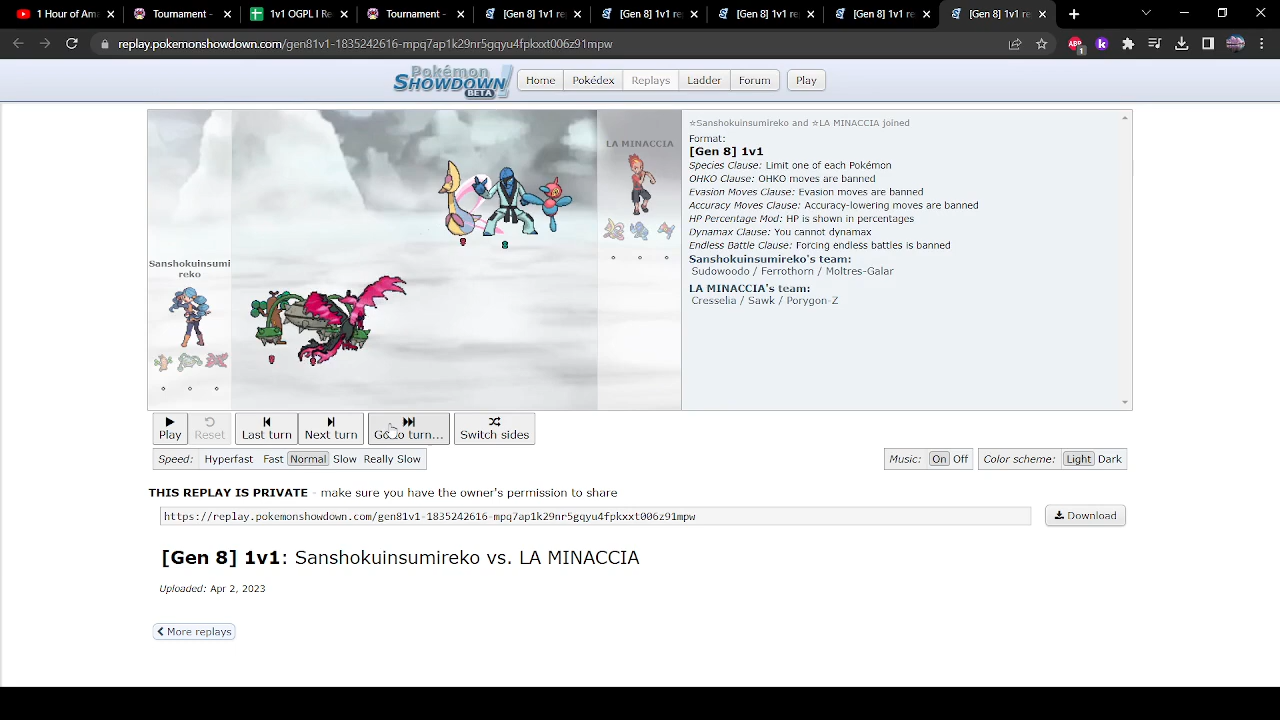 1 Hour of Am
Tournament -
1v1 OGPL I Re
Tournament -
[Gen 8] 1v1 re
[Gen 8] 1v1 re
[Gen 8] 1v1 re
[Gen 8] 1v1 re
[Gen 8] 1v1 re
replay.pokemonshowdown.com/gen81v1-1835242616-mpq7ap1k29nr5gqyu4fpkxxt006z91mpw
ABP
1
k
Pokémon
SHOWDOWN!
BETA
Home
Pokédex
Replays
Ladder
Forum
Play
LA MINACCIA
Sanshokuinsumi
reko
☆Sanshokuinsumireko and ☆LA MINACCIA joined
Format:
[Gen 8] 1v1
Species Clause: Limit one of each Pokémon
OHKO Clause: OHKO moves are banned
Evasion Moves Clause: Evasion moves are banned
Accuracy Moves Clause: Accuracy-lowering moves are banned
HP Percentage Mod: HP is shown in percentages
Dynamax Clause: You cannot dynamax
Endless Battle Clause: Forcing endless battles is banned
Sanshokuinsumireko's team:
Sudowoodo / Ferrothorn / Moltres-Galar
LA MINACCIA's team:
Cresselia / Sawk / Porygon-Z
Play
Reset
Last turn
Next turn
Go to turn...
Switch sides
Speed: Hyperfast Fast Normal Slow Really Slow
Music: On Off
Color scheme: Light Dark
THIS REPLAY IS PRIVATE - make sure you have the owner's permission to share
https://replay.pokemonshowdown.com/gen81v1-1835242616-mpq7ap1k29nr5gqyu4fpkxxt006z91mpw
Download
[Gen 8] 1v1: Sanshokuinsumireko vs. LA MINACCIA
Uploaded: Apr 2, 2023
More replays